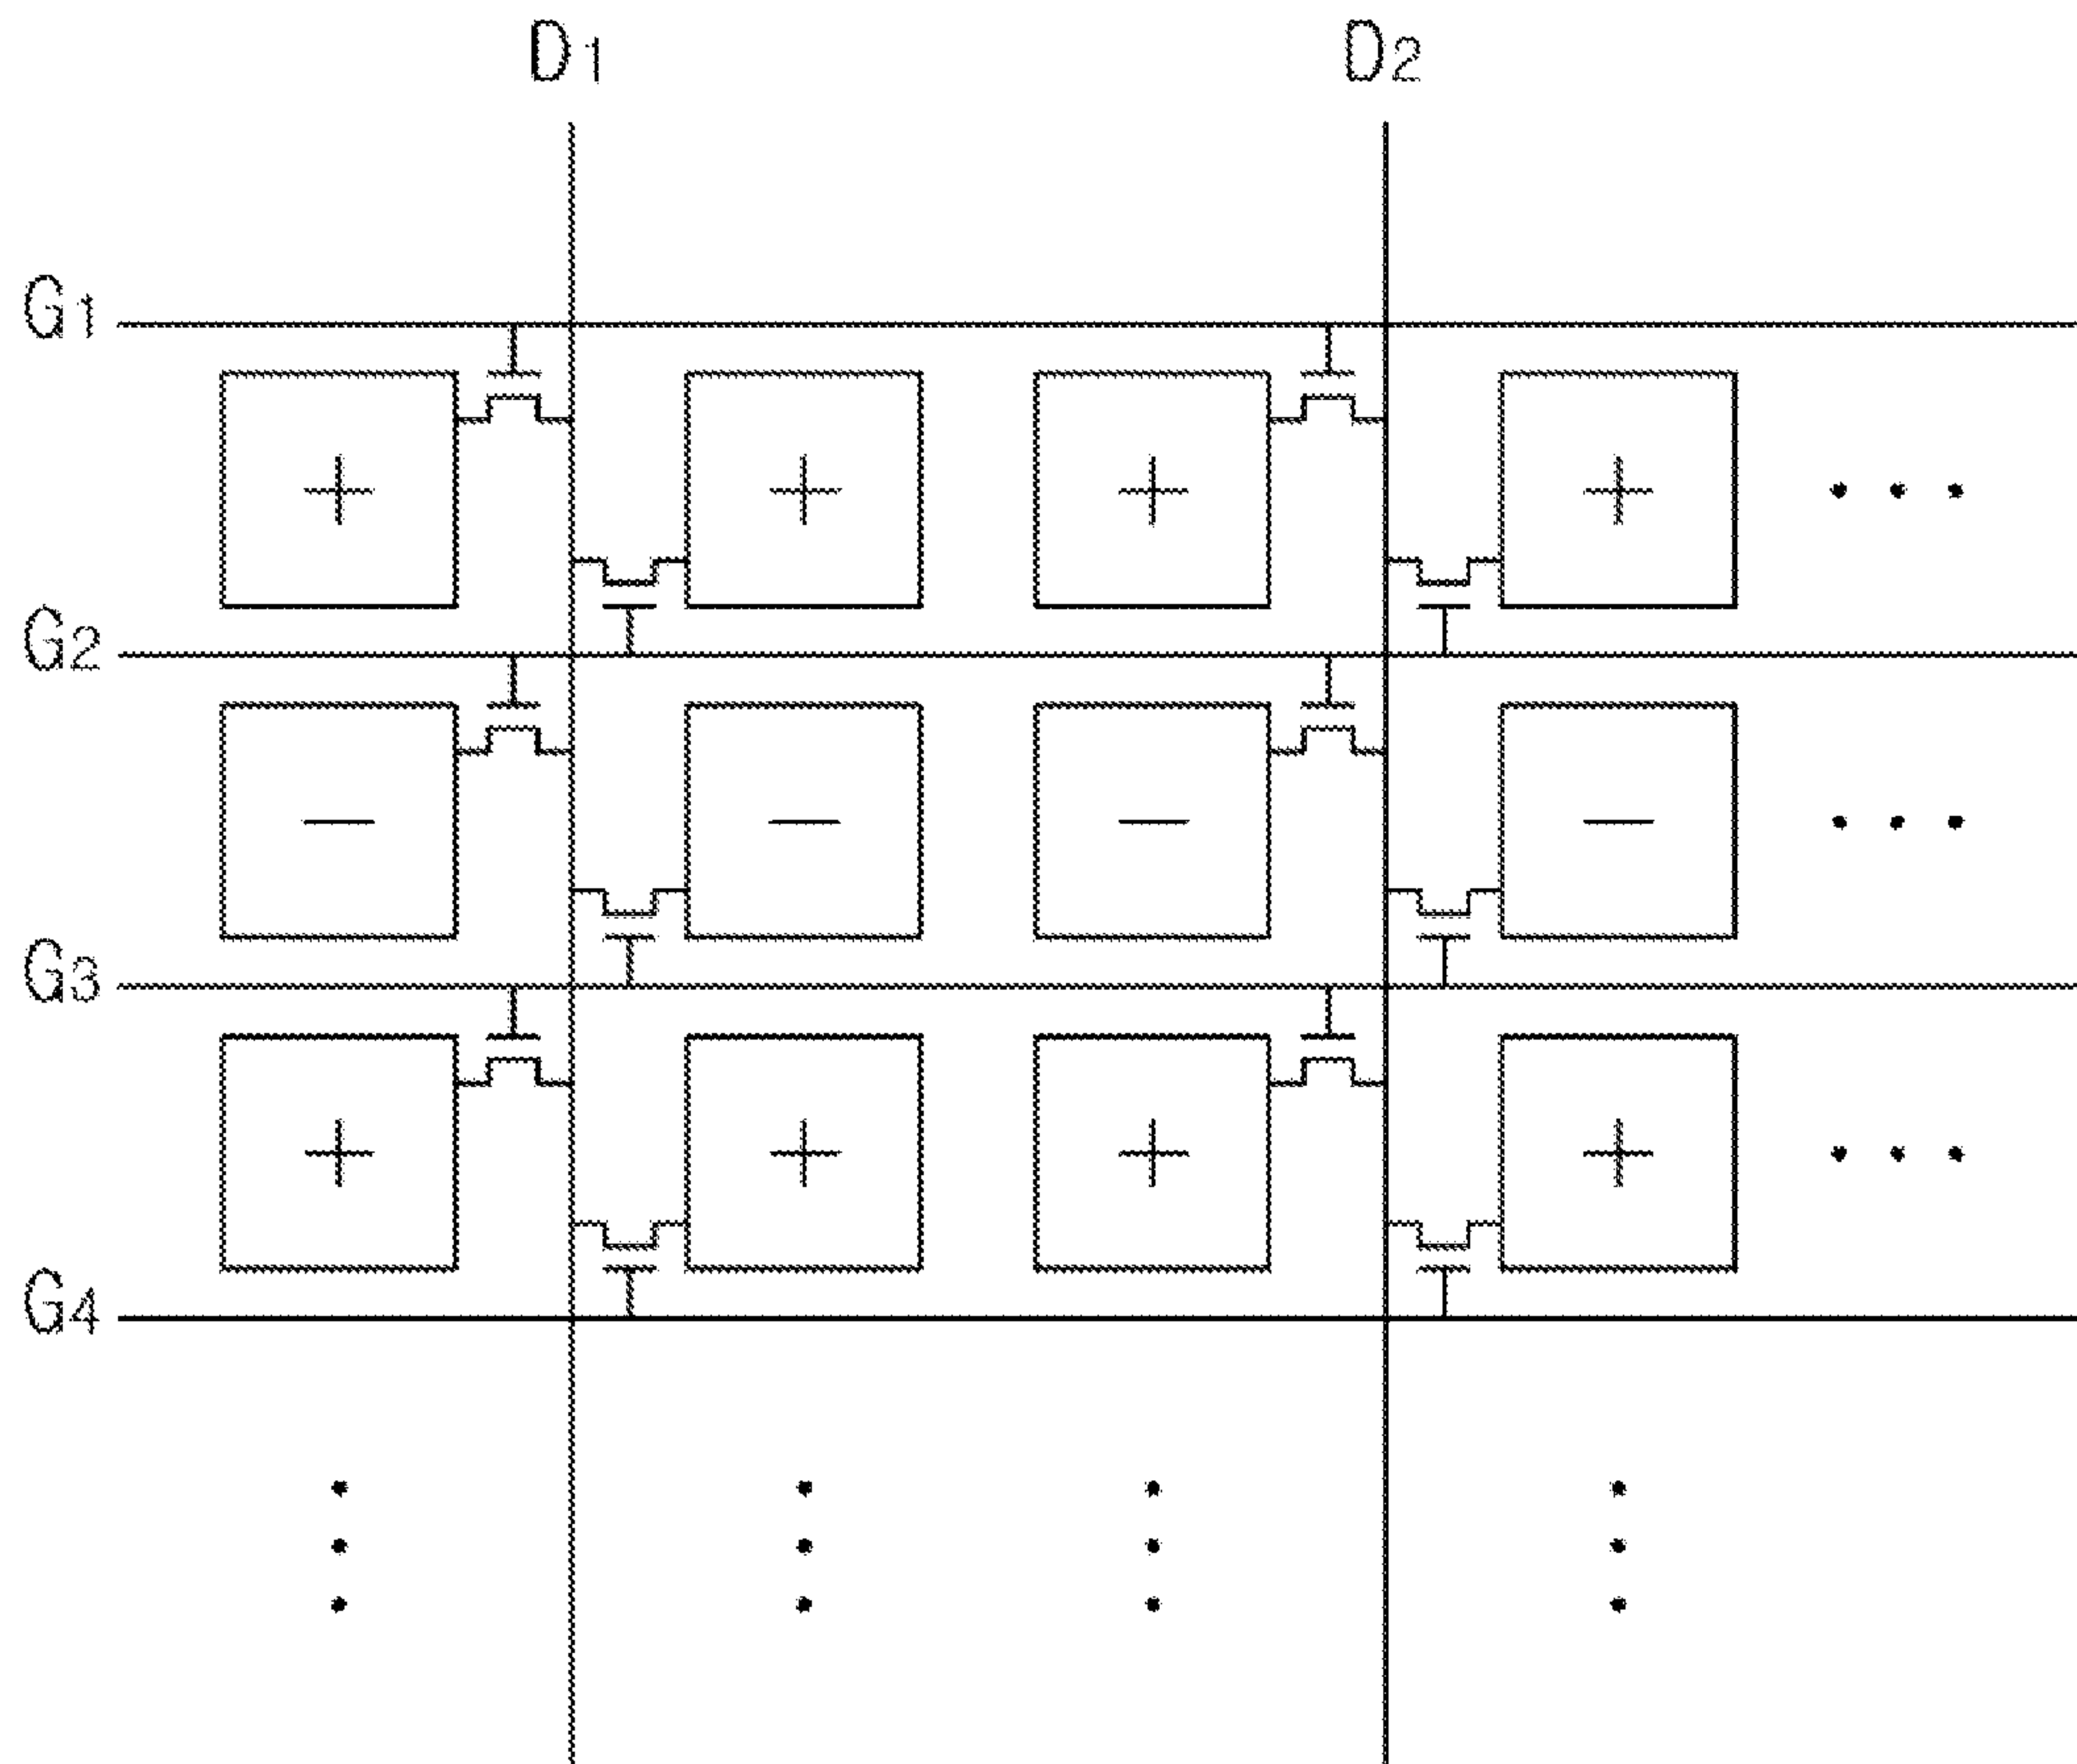 D1 D2
G1
+ + + + • • •
G2
— — — — • • •
G3
+ + + + • • •
G4